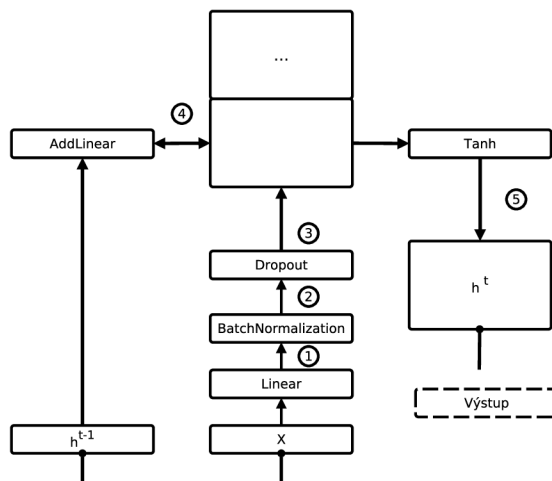 ...
④
AddLinear
Tanh
⑤
③
Dropout
h t
②
BatchNormalization
①
Linear
Výstup
h t-1
X